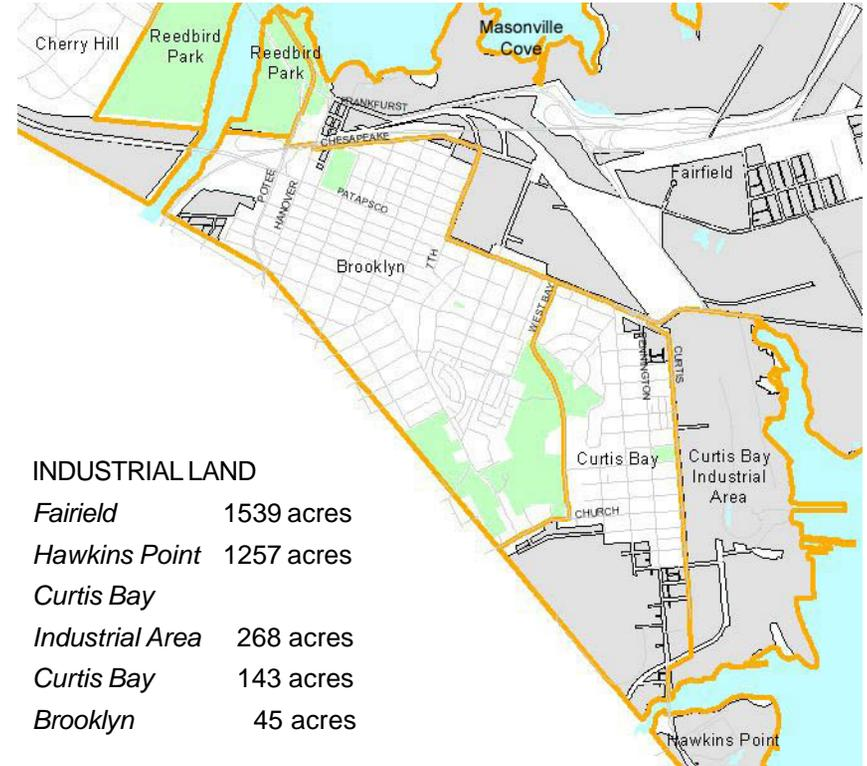 Cherry Hill
Reedbird
Park
Reedbird
Park
Masonville
Cove
FRANKFURST
CHESAPEAKE
Fairfield
POTEE
HANOVER
PATAPSCO
7TH
Brooklyn
WEST BAY
PENNINGTON
CURTIS
Curtis Bay
Curtis Bay
Industrial
Area
CHURCH
Hawkins Point
INDUSTRIAL LAND
Fairield 1539 acres
Hawkins Point 1257 acres
Curtis Bay
Industrial Area 268 acres
Curtis Bay 143 acres
Brooklyn 45 acres